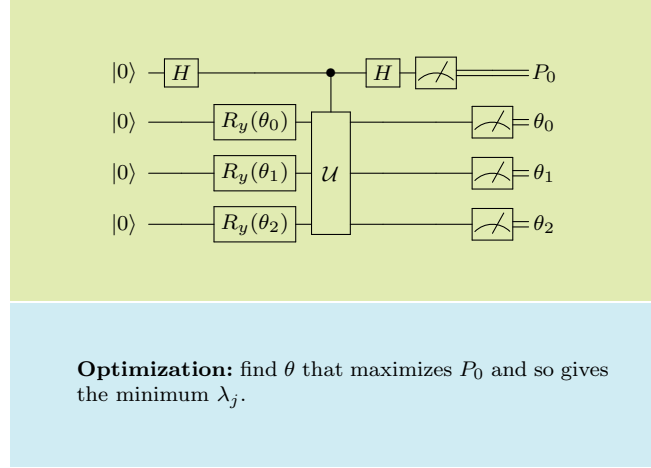 |0⟩ H H P₀
|0⟩ R_y(θ₀) θ₀
|0⟩ R_y(θ₁) 𝒰 θ₁
|0⟩ R_y(θ₂) θ₂
Optimization: find θ that maximizes P₀ and so gives
the minimum λ_j.